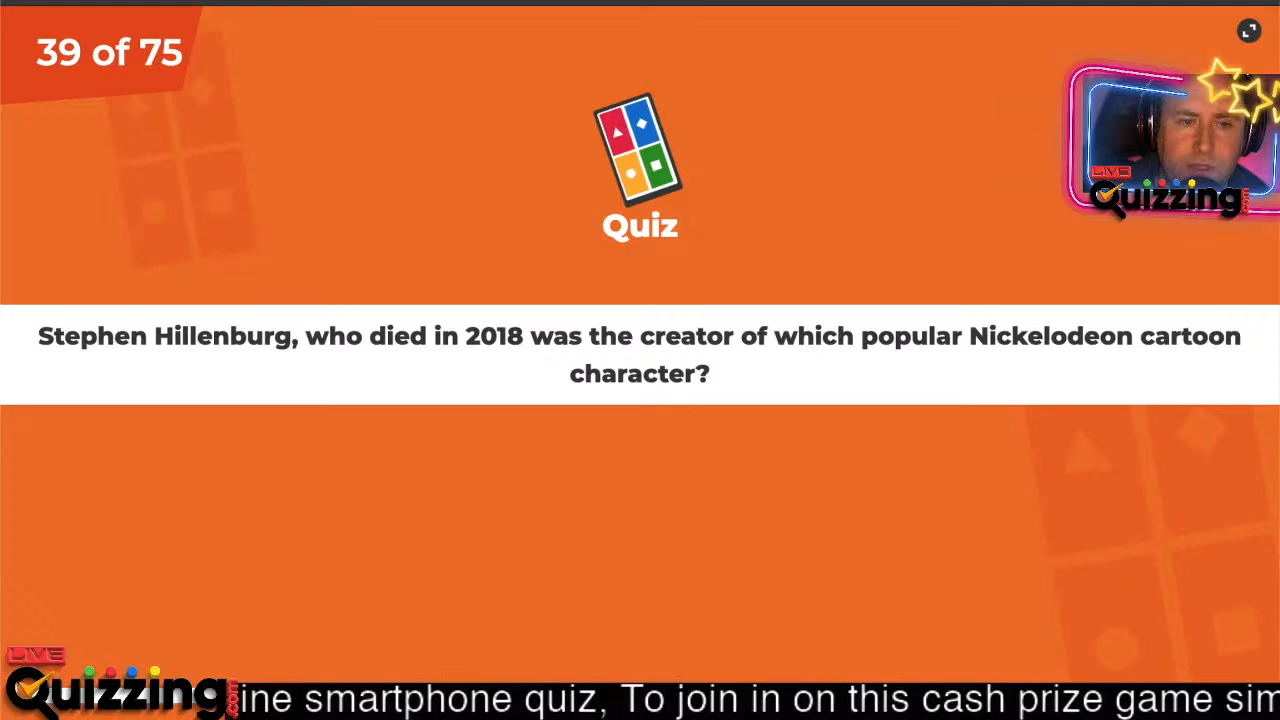 39 of 75
Quiz
LIVE
Quizzing
Stephen Hillenburg, who died in 2018 was the creator of which popular Nickelodeon cartoon
character?
LIVE
Quizzing.com
ine smartphone quiz, To join in on this cash prize game sim